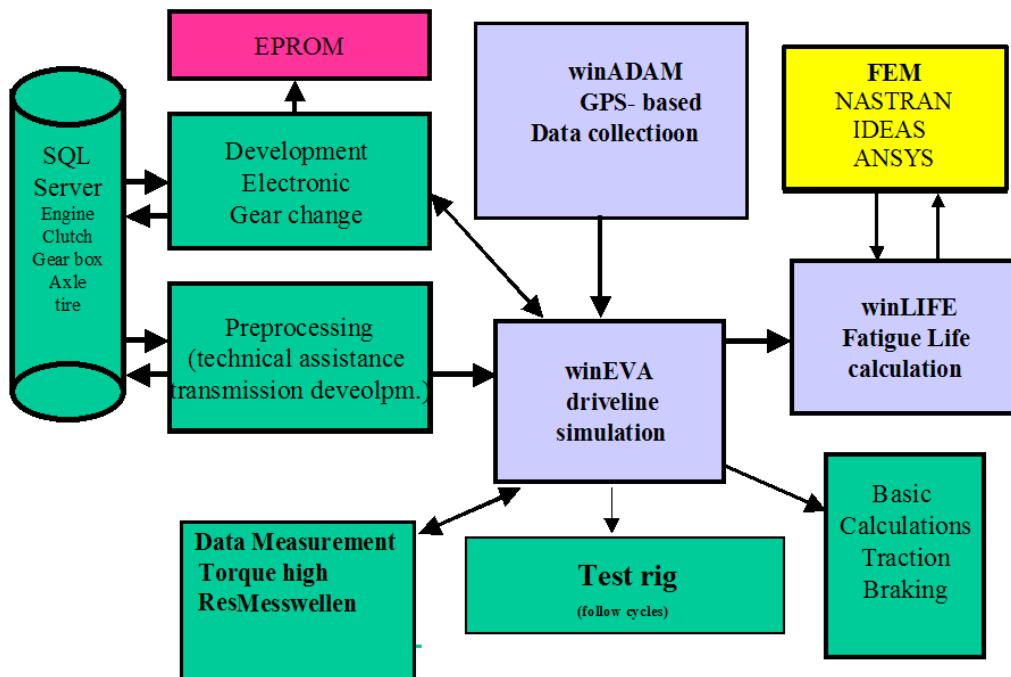 EPROM
winADAM
GPS- based
Data collectioon
FEM
NASTRAN
IDEAS
ANSYS
SQL
Server
Engine
Clutch
Gear box
Axle
tire
Development
Electronic
Gear change
Preprocessing
(technical assistance
transmission deveolpm.)
winEVA
driveline
simulation
winLIFE
Fatigue Life
calculation
Data Measurement
Torque high
ResMesswellen
Test rig
(follow cycles)
Basic
Calculations
Traction
Braking